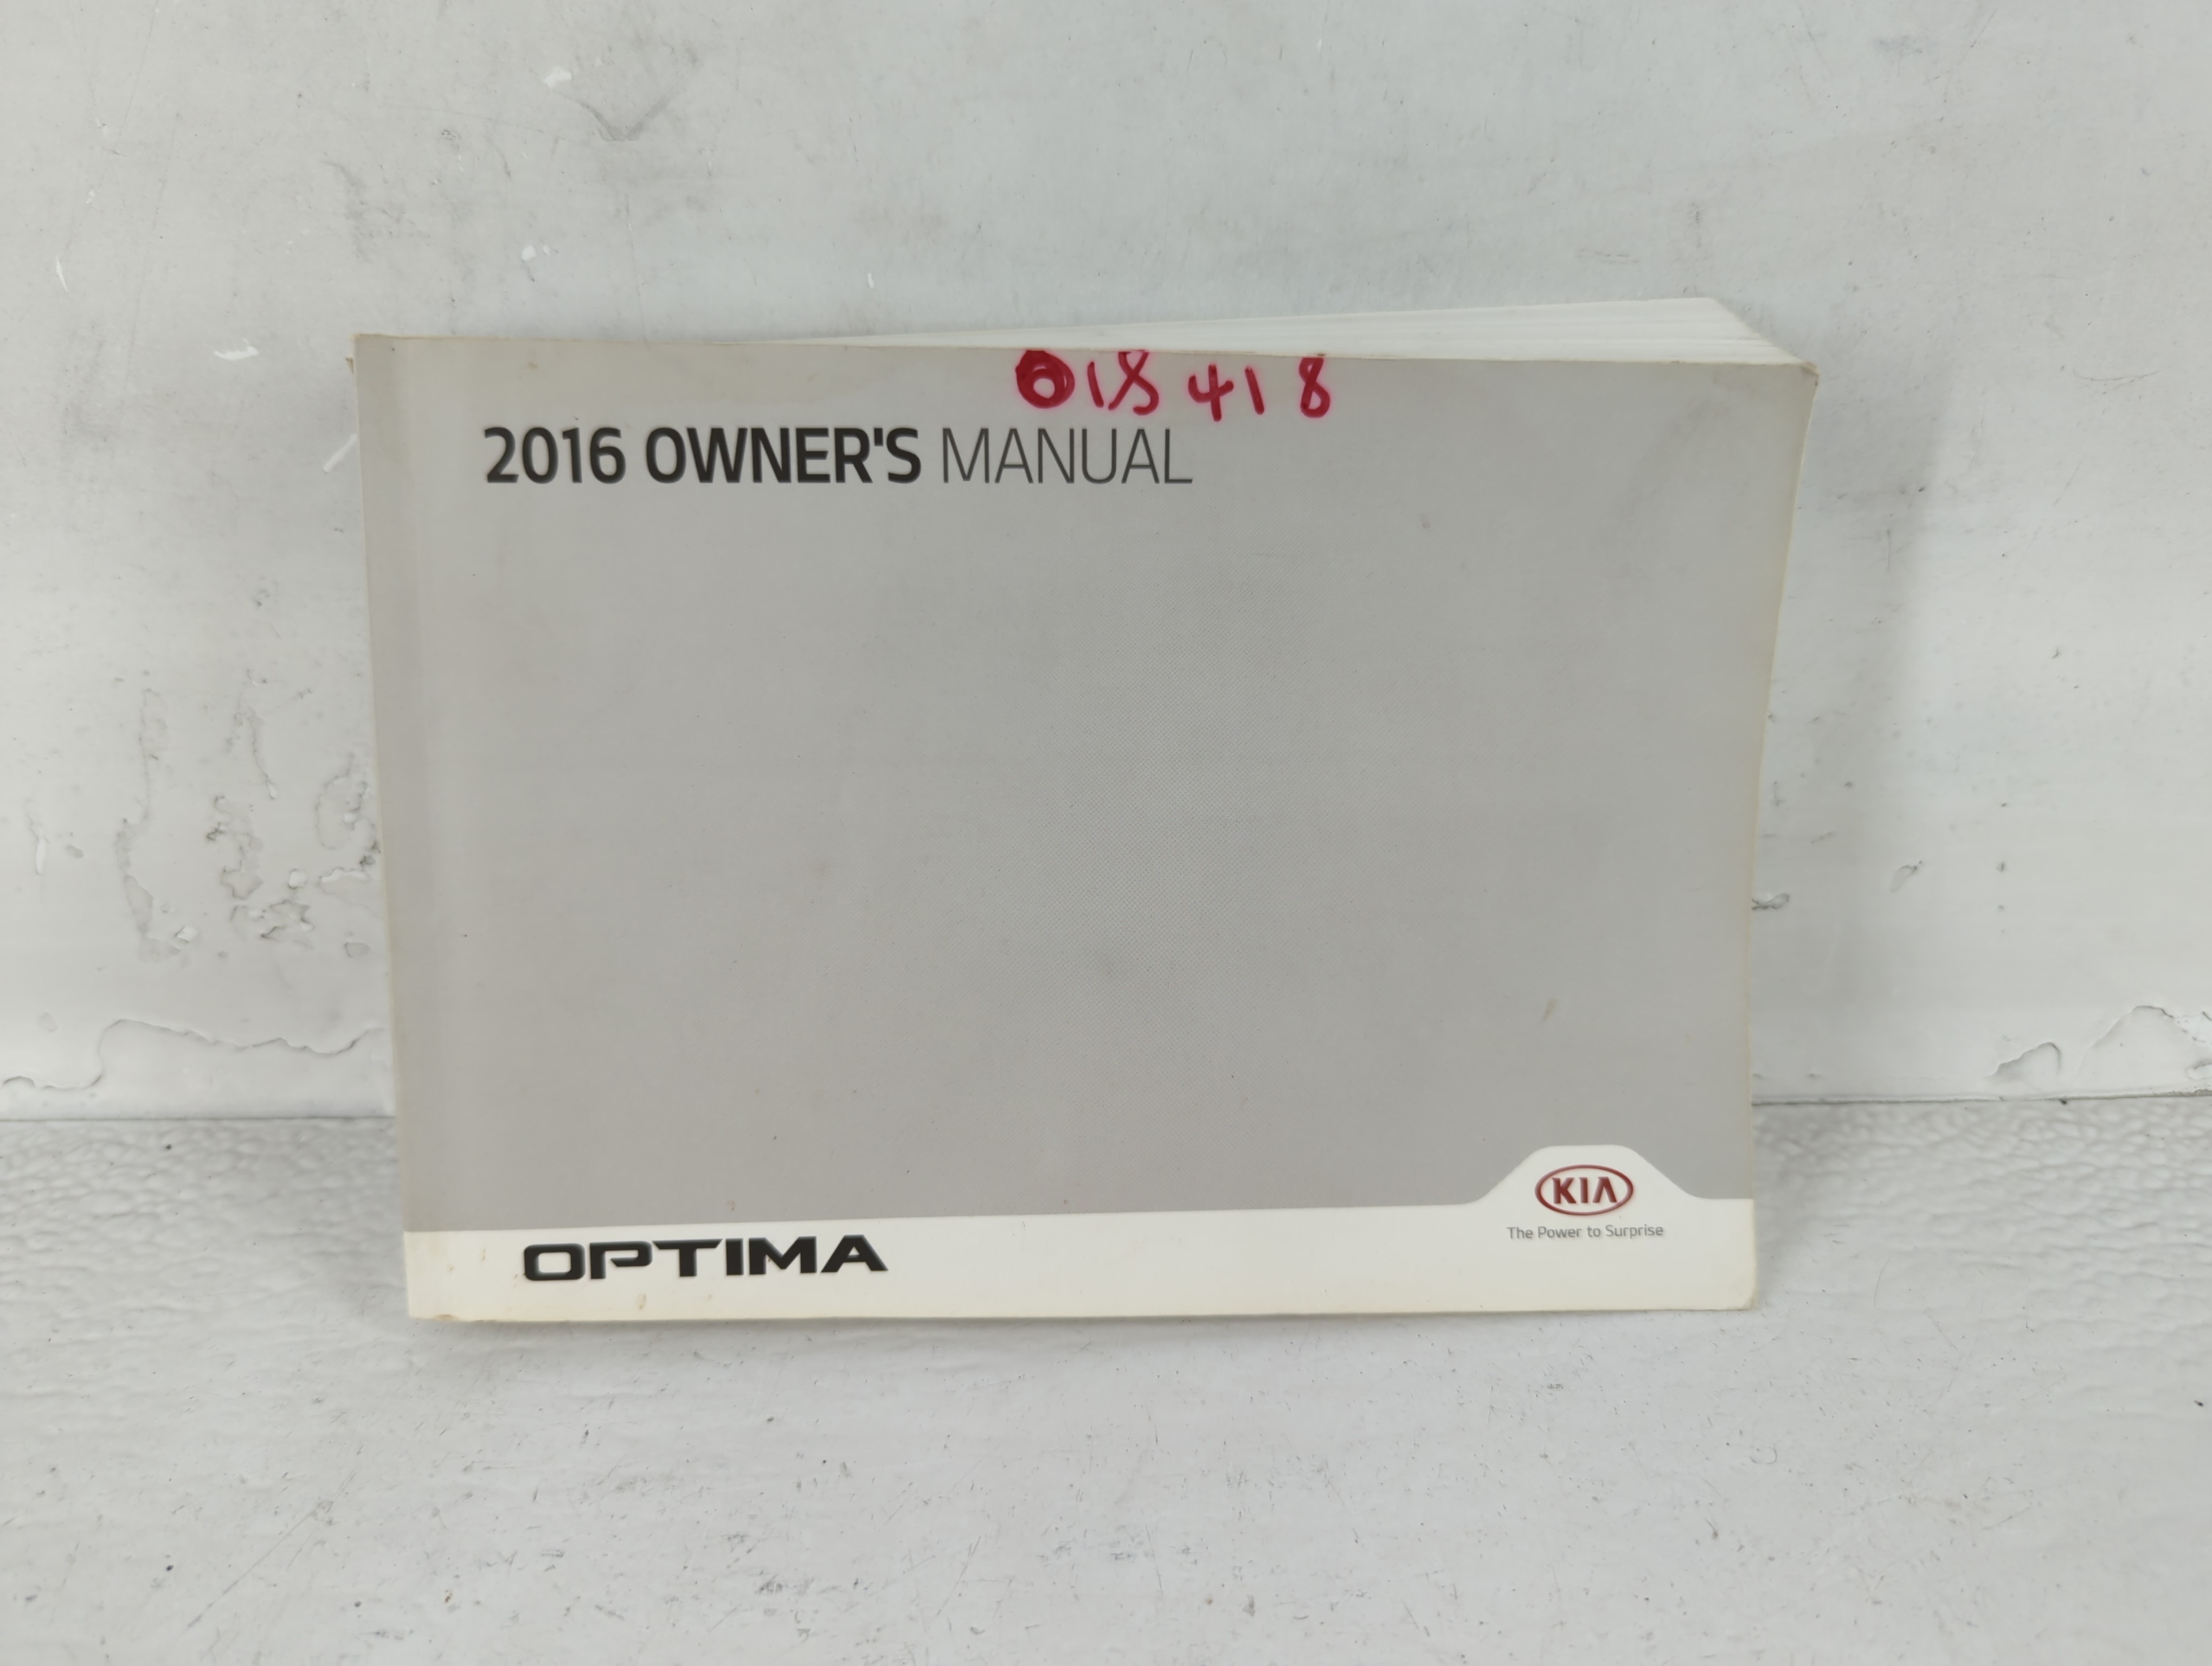 018418
2016 OWNER'S MANUAL
KIA
The Power to Surprise
OPTIMA